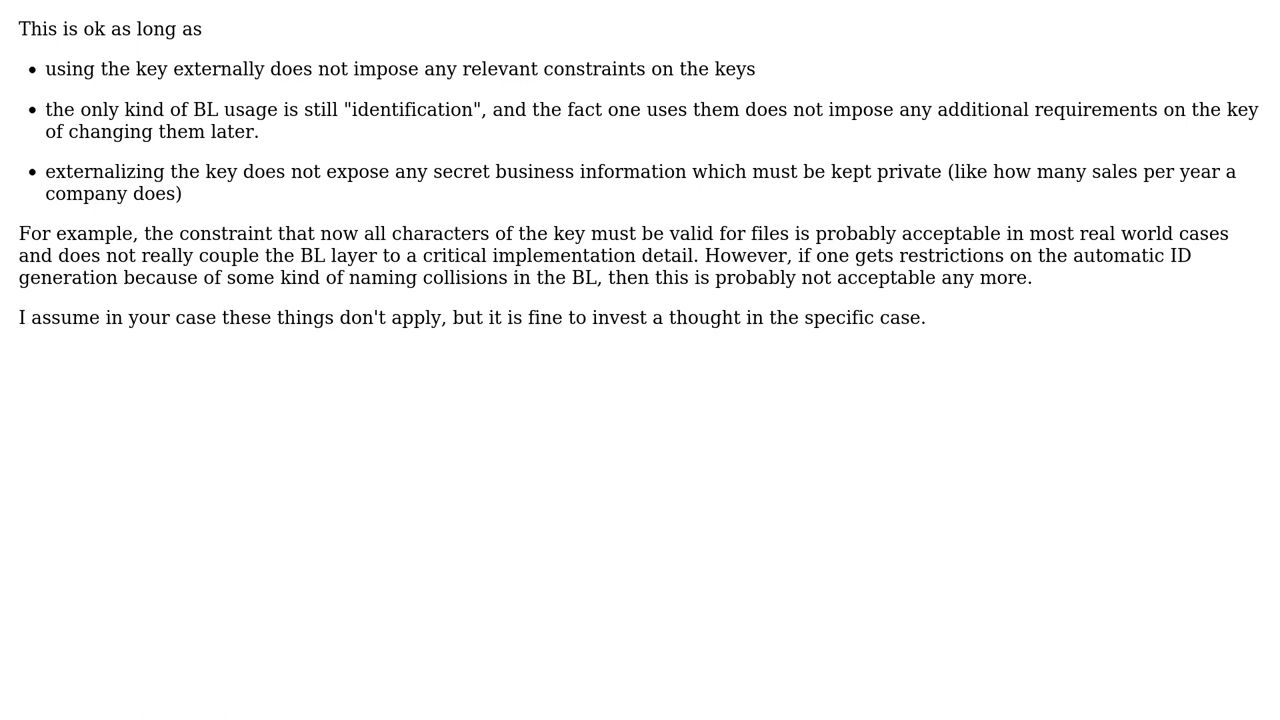 This is ok as long as
• using the key externally does not impose any relevant constraints on the keys
• the only kind of BL usage is still "identification", and the fact one uses them does not impose any additional requirements on the key
of changing them later.
• externalizing the key does not expose any secret business information which must be kept private (like how many sales per year a
company does)
For example, the constraint that now all characters of the key must be valid for files is probably acceptable in most real world cases
and does not really couple the BL layer to a critical implementation detail. However, if one gets restrictions on the automatic ID
generation because of some kind of naming collisions in the BL, then this is probably not acceptable any more.
I assume in your case these things don't apply, but it is fine to invest a thought in the specific case.